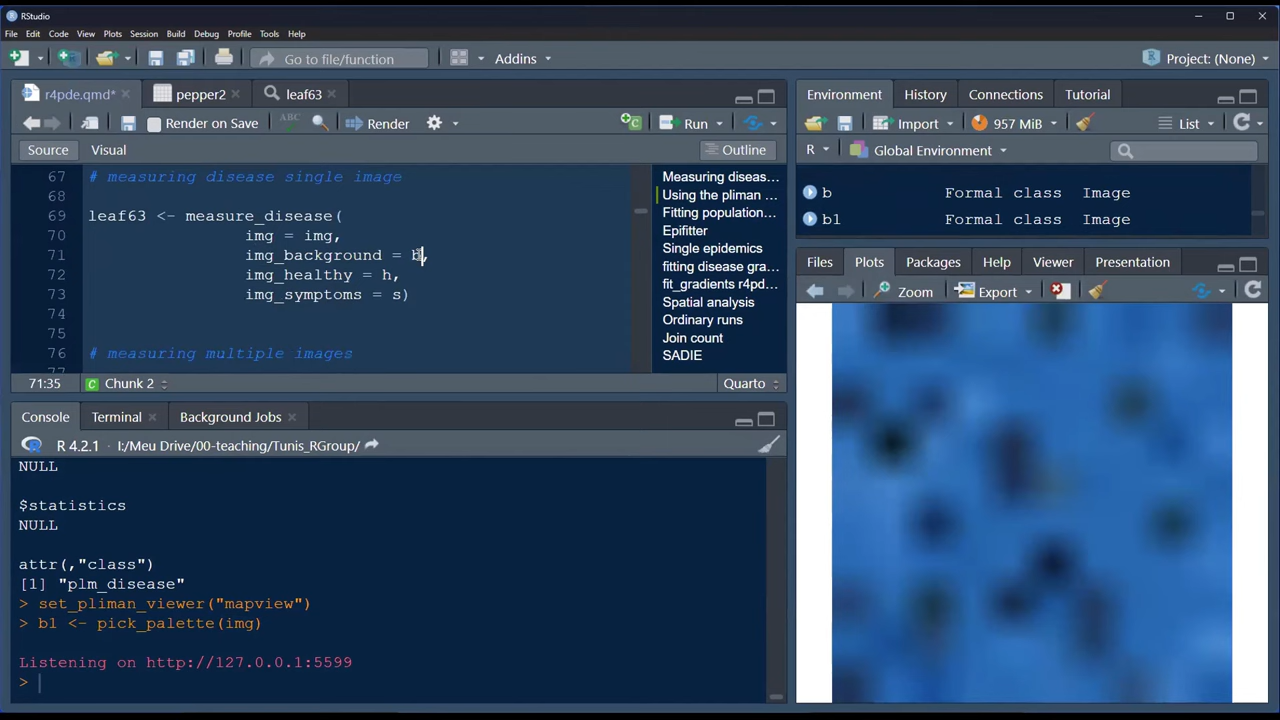 RStudio
File Edit Code View Plots Session Build Debug Profile Tools Help
Go to file/function Addins Project: (None)
r4pde.qmd* pepper2 leaf63
Render on Save ABC Render Run
Source Visual Outline
67 # measuring disease single image
68
69 leaf63 <- measure_disease(
70 img = img,
71 img_background = b,
72 img_healthy = h,
73 img_symptoms = s)
74
75
76 # measuring multiple images
Measuring diseas...
Using the pliman ...
Fitting population...
Epifitter
Single epidemics
fitting disease gra...
fit_gradients r4pd...
Spatial analysis
Ordinary runs
Join count
SADIE
71:35 Chunk 2 Quarto
Console Terminal Background Jobs
R 4.2.1 · I:/Meu Drive/00-teaching/Tunis_RGroup/
NULL
$statistics
NULL
attr(,"class")
[1] "plm_disease"
> set_pliman_viewer("mapview")
> b1 <- pick_palette(img)
Listening on http://127.0.0.1:5599
>
Environment History Connections Tutorial
Import 957 MiB List
R Global Environment
b Formal class Image
b1 Formal class Image
Files Plots Packages Help Viewer Presentation
Zoom Export